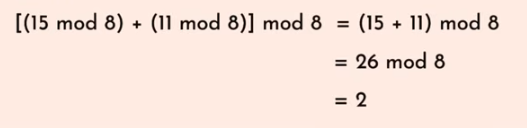 [(15 mod 8) + (11 mod 8)] mod 8 = (15 + 11) mod 8
= 26 mod 8
= 2